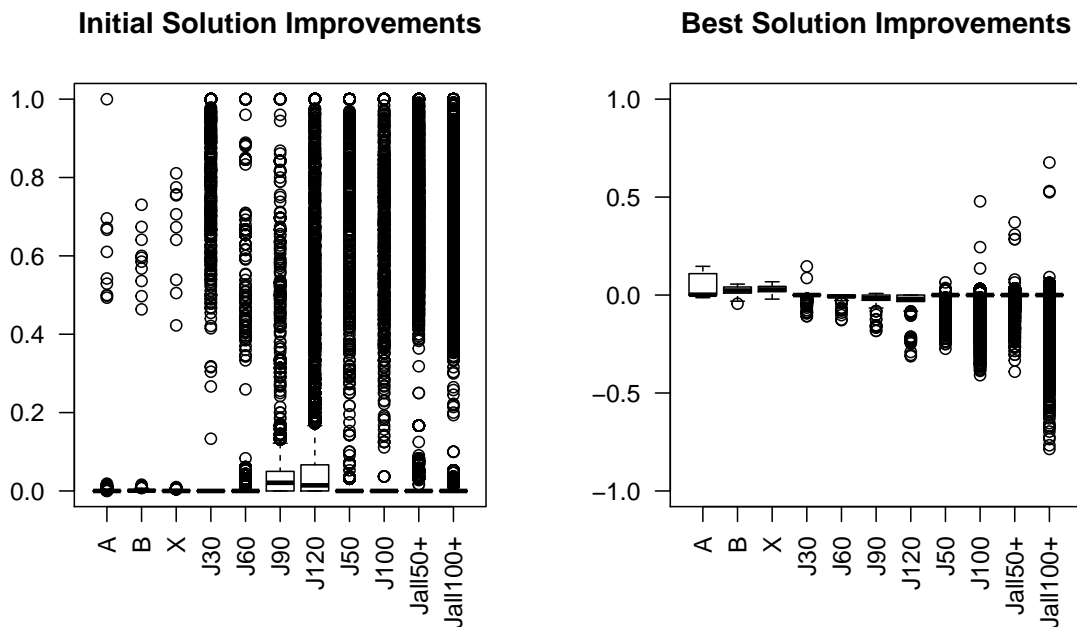 Initial Solution Improvements
1.0
0.8
0.6
0.4
0.2
0.0
A
B
X
J30
J60
J90
J120
J50
J100
Jall50+
Jall100+
Best Solution Improvements
1.0
0.5
0.0
−0.5
−1.0
A
B
X
J30
J60
J90
J120
J50
J100
Jall50+
Jall100+